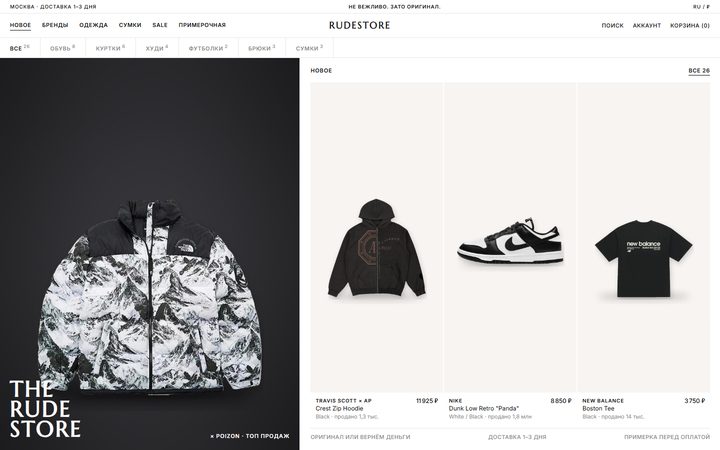 МОСКВА · ДОСТАВКА 1–3 ДНЯ
НЕ ВЕЖЛИВО. ЗАТО ОРИГИНАЛ.
RU / ₽
НОВОЕ БРЕНДЫ ОДЕЖДА СУМКИ SALE ПРИМЕРОЧНАЯ
RUDESTORE
ПОИСК АККАУНТ КОРЗИНА (0)
ВСЕ 26 ОБУВЬ 8 КУРТКИ 6 ХУДИ 4 ФУТБОЛКИ 2 БРЮКИ 3 СУМКИ 2
THE
RUDE
STORE
× POIZON · ТОП ПРОДАЖ
НОВОЕ
ВСЕ 26
new balance
TRAVIS SCOTT × AP 11 925 ₽
Crest Zip Hoodie
Black · продано 1,3 тыс.
NIKE 8 850 ₽
Dunk Low Retro "Panda"
White / Black · продано 1,8 млн
NEW BALANCE 3 750 ₽
Boston Tee
Black · продано 14 тыс.
ОРИГИНАЛ ИЛИ ВЕРНЁМ ДЕНЬГИ
ДОСТАВКА 1–3 ДНЯ
ПРИМЕРКА ПЕРЕД ОПЛАТОЙ